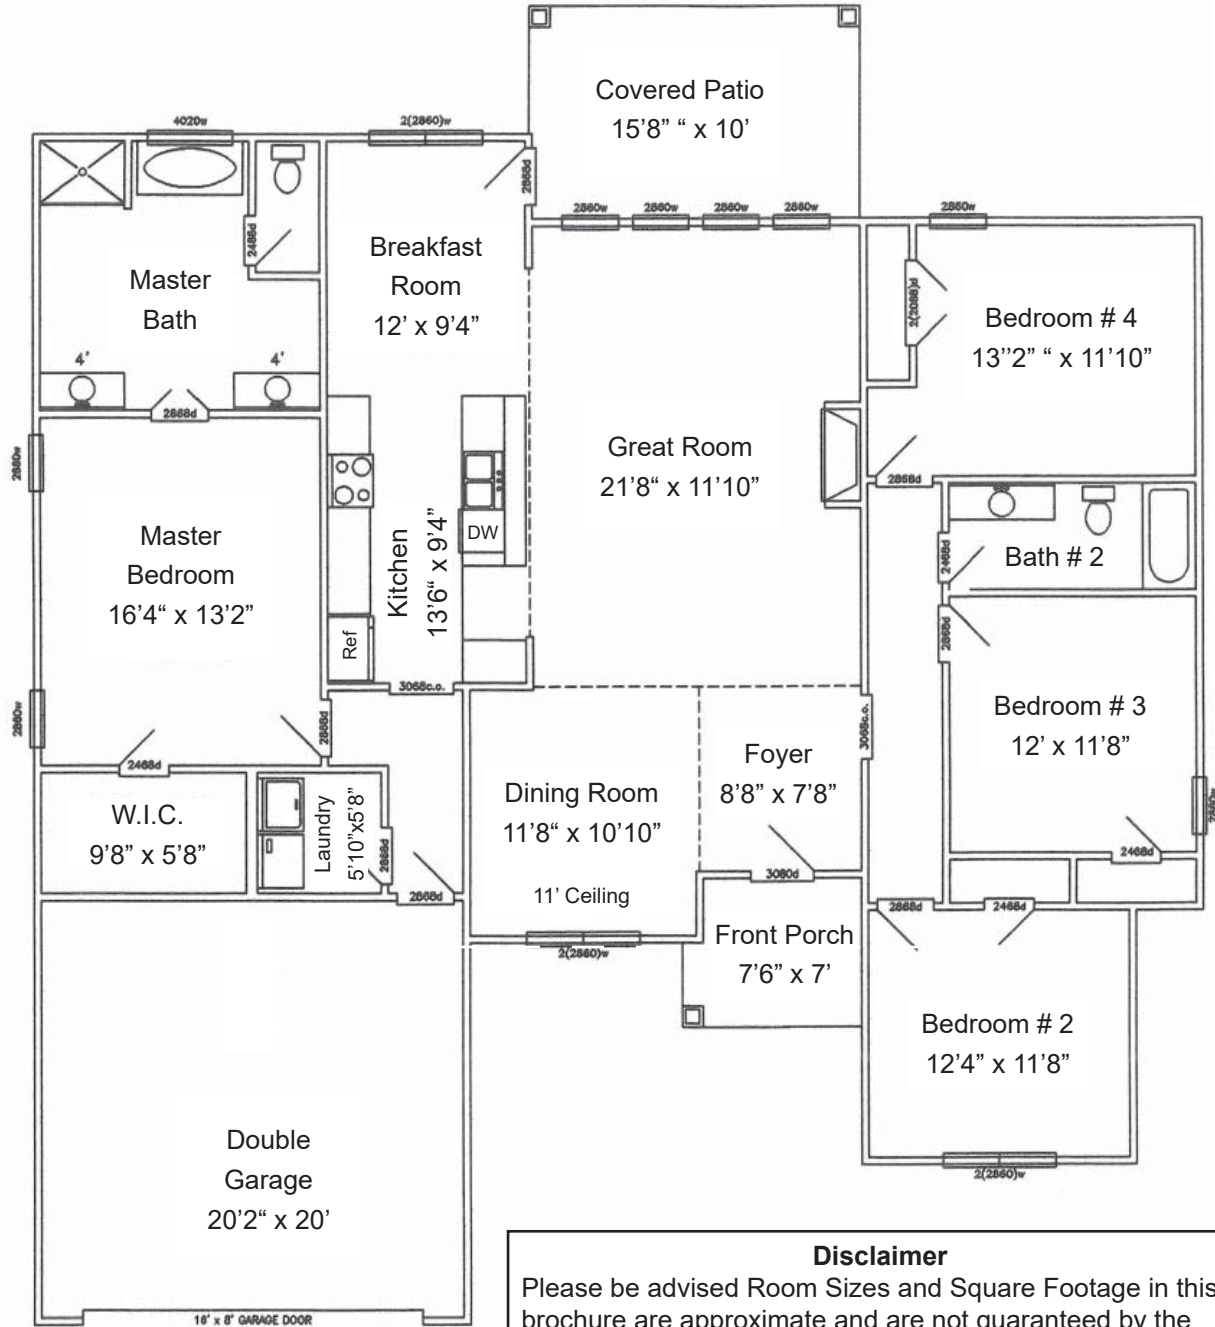 Covered Patio
15’8” “ x 10’
4020w
2(2860)w
2868d
2860w
2860w
2860w
2860w
2860w
2468d
Master
Bath
Breakfast
Room
12’ x 9’4”
2(2068)d
Bedroom # 4
13’’2” “ x 11’10”
4’
4’
2868d
2860w
Great Room
21’8” x 11’10”
2868d
Master
Bedroom
16’4“ x 13’2”
Kitchen
13’6“ x 9’4”
DW
Ref
2468d
Bath # 2
2868d
3068c.o.
2860w
2868d
3068c.o.
Bedroom # 3
12’ x 11’8”
2468d
Foyer
8’8” x 7’8”
Dining Room
11’8” x 10’10”
11’ Ceiling
W.I.C.
9’8” x 5’8”
Laundry
5’10”x5’8”
2868d
2868d
3080d
2860w
2468d
2868d
2468d
2(2860)w
Front Porch
7’6” x 7’
Bedroom # 2
12’4” x 11’8”
2(2860)w
Double
Garage
20’2“ x 20’
16' x 8' GARAGE DOOR
Disclaimer
Please be advised Room Sizes and Square Footage in this
brochure are approximate and are not guaranteed by the